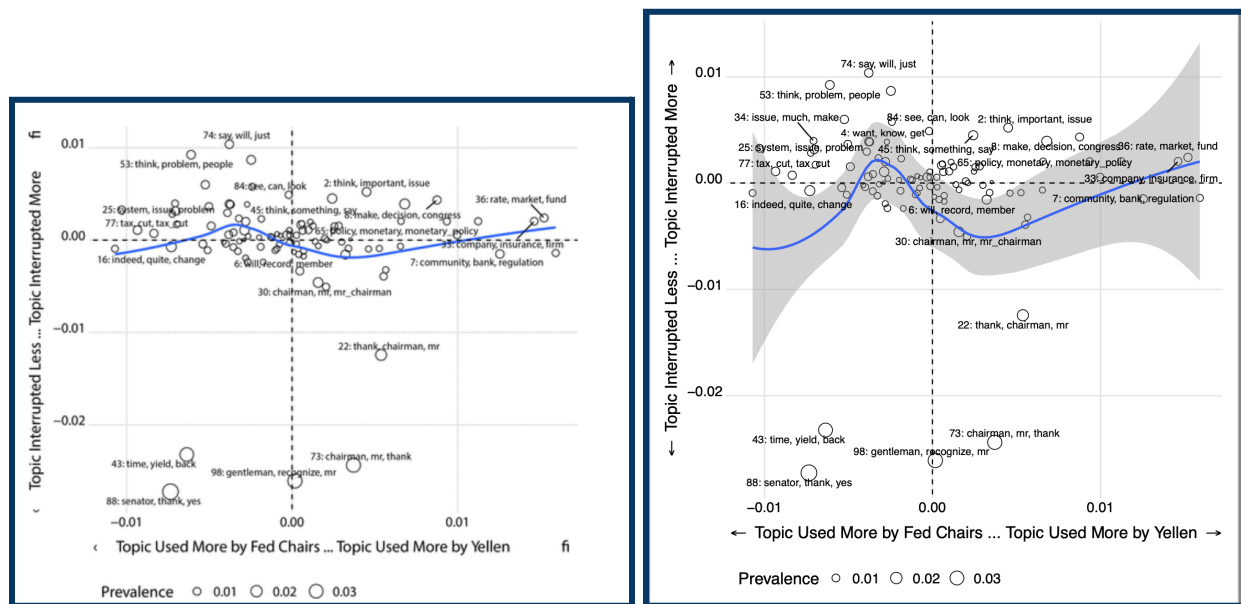 fi
Topic Interrupted Less ... Topic Interrupted More
‹
0.01
0.00
−0.01
−0.02
74: say, will, just
53: think, problem, people
84: see, can, look
2: think, important, issue
36: rate, market, fund
25: system, issue, problem
45: think, something, say
8: make, decision, congress
77: tax_cut, tax, cut
65: policy, monetary, monetary_policy
33: company, insurance, firm
16: indeed, quite, change
6: will, record, member
7: community, bank, regulation
30: chairman, mr, mr_chairman
22: thank, chairman, mr
43: time, yield, back
73: chairman, mr, thank
98: gentleman, recognize, mr
88: senator, thank, yes
−0.01
0.00
0.01
‹ Topic Used More by Fed Chairs ... Topic Used More by Yellen fi
Prevalence 0.01 0.02 0.03
← Topic Interrupted Less ... Topic Interrupted More →
0.01
0.00
−0.01
−0.02
74: say, will, just
53: think, problem, people
34: issue, much, make
84: see, can, look
2: think, important, issue
4: want, know, get
25: system, issue, problem
45: think, something, say
8: make, decision, congress
36: rate, market, fund
77: tax_cut, tax, cut
65: policy, monetary, monetary_policy
33: company, insurance, firm
16: indeed, quite, change
6: will, record, member
7: community, bank, regulation
30: chairman, mr, mr_chairman
22: thank, chairman, mr
43: time, yield, back
73: chairman, mr, thank
98: gentleman, recognize, mr
88: senator, thank, yes
−0.01
0.00
0.01
← Topic Used More by Fed Chairs ... Topic Used More by Yellen →
Prevalence 0.01 0.02 0.03